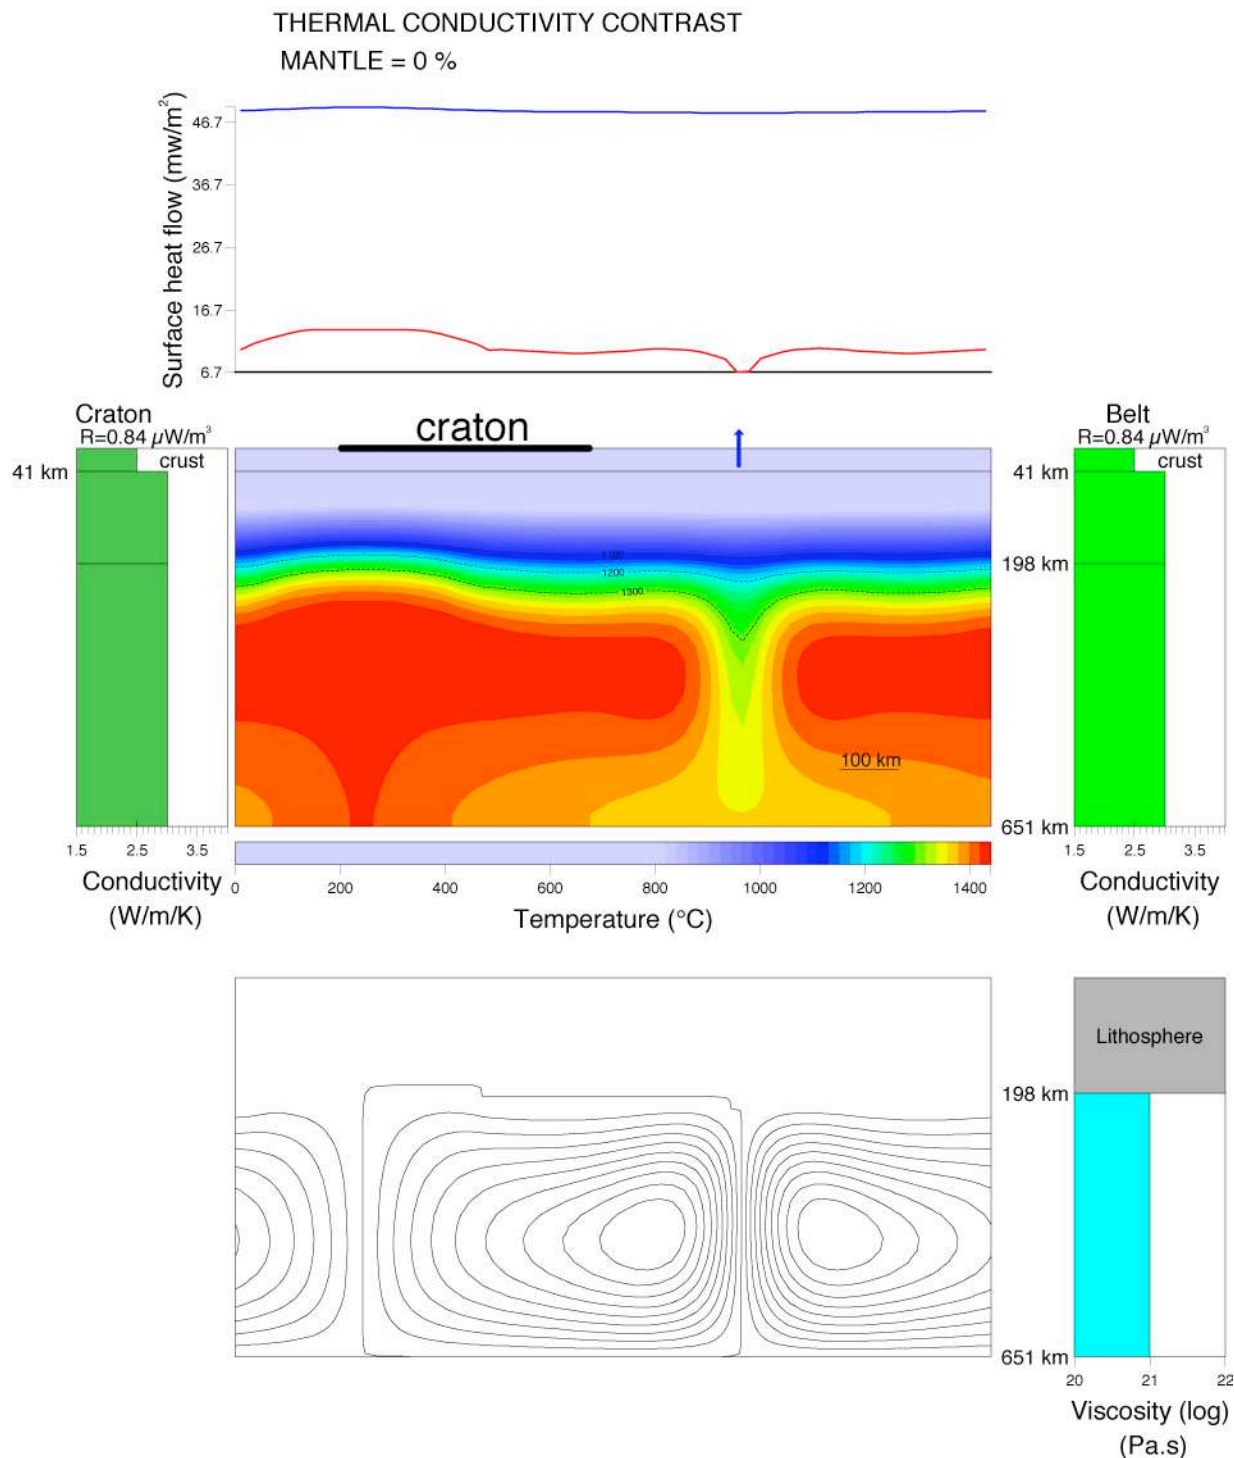 THERMAL CONDUCTIVITY CONTRAST
MANTLE = 0 %
Surface heat flow (mw/m²)
46.7
36.7
26.7
16.7
6.7
Craton
R=0.84 µW/m³
crust
41 km
craton
Belt
R=0.84 µW/m³
crust
41 km
198 km
1100
1200
1300
100 km
651 km
1.5 2.5 3.5
Conductivity
(W/m/K)
0 200 400 600 800 1000 1200 1400
Temperature (°C)
1.5 2.5 3.5
Conductivity
(W/m/K)
Lithosphere
198 km
651 km
20 21 22
Viscosity (log)
(Pa.s)